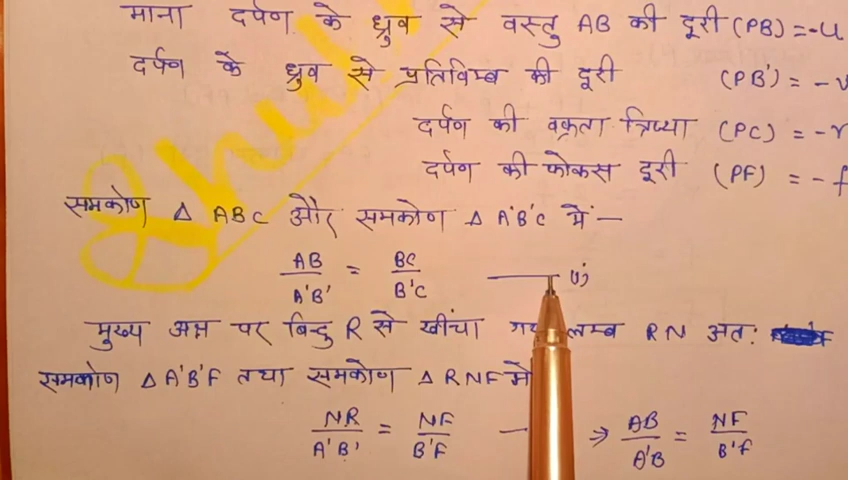 माना दर्पण के ध्रुव से वस्तु AB की दूरी (PB) = -u
दर्पण के ध्रुव से प्रतिविम्ब की दूरी (PB') = - v
दर्पण की वक्रता त्रिज्या (PC) = - r
दर्पण की फोकस दूरी (PF) = - f
समकोण Δ ABC और समकोण Δ A'B'C में —
AB/A'B' = BC/B'C — (i)
मुख्य अक्ष पर बिन्दु R से खींचा लम्ब RN अत:
समकोण Δ A'B'F तथा समकोण Δ RNF में
NR/A'B' = NF/B'F — ⇒ AB/A'B = NF/B'F